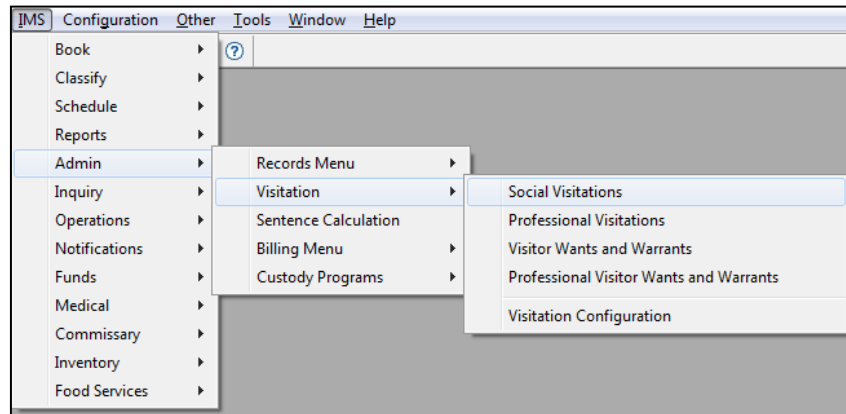 IMS Configuration Other Tools Window Help
Book
Classify
Schedule
Reports
Admin
Inquiry
Operations
Notifications
Funds
Medical
Commissary
Inventory
Food Services
Records Menu
Visitation
Sentence Calculation
Billing Menu
Custody Programs
Social Visitations
Professional Visitations
Visitor Wants and Warrants
Professional Visitor Wants and Warrants
Visitation Configuration